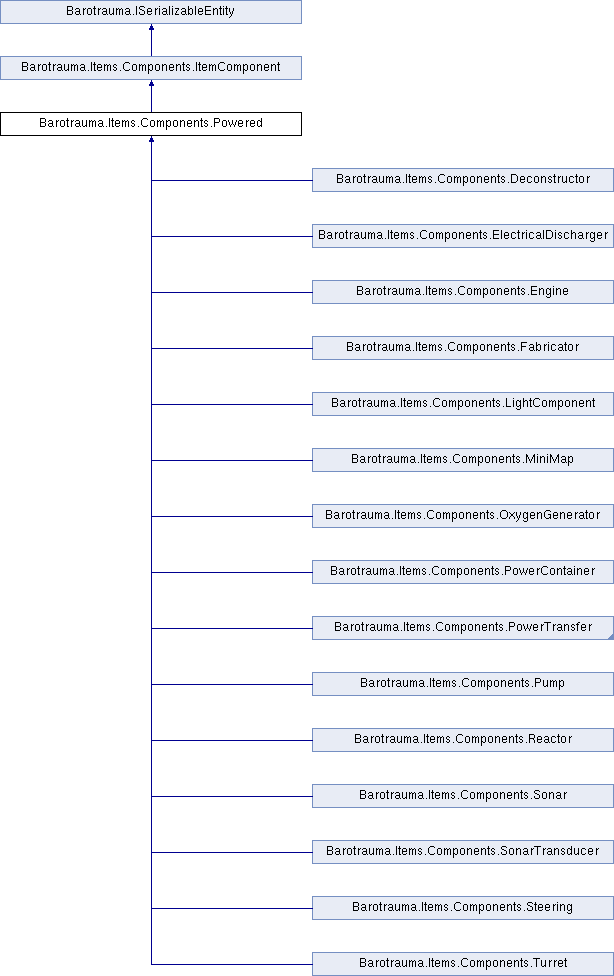 Barotrauma.ISerializableEntity
Barotrauma.Items.Components.ItemComponent
Barotrauma.Items.Components.Powered
Barotrauma.Items.Components.Deconstructor
Barotrauma.Items.Components.ElectricalDischarger
Barotrauma.Items.Components.Engine
Barotrauma.Items.Components.Fabricator
Barotrauma.Items.Components.LightComponent
Barotrauma.Items.Components.MiniMap
Barotrauma.Items.Components.OxygenGenerator
Barotrauma.Items.Components.PowerContainer
Barotrauma.Items.Components.PowerTransfer
Barotrauma.Items.Components.Pump
Barotrauma.Items.Components.Reactor
Barotrauma.Items.Components.Sonar
Barotrauma.Items.Components.SonarTransducer
Barotrauma.Items.Components.Steering
Barotrauma.Items.Components.Turret